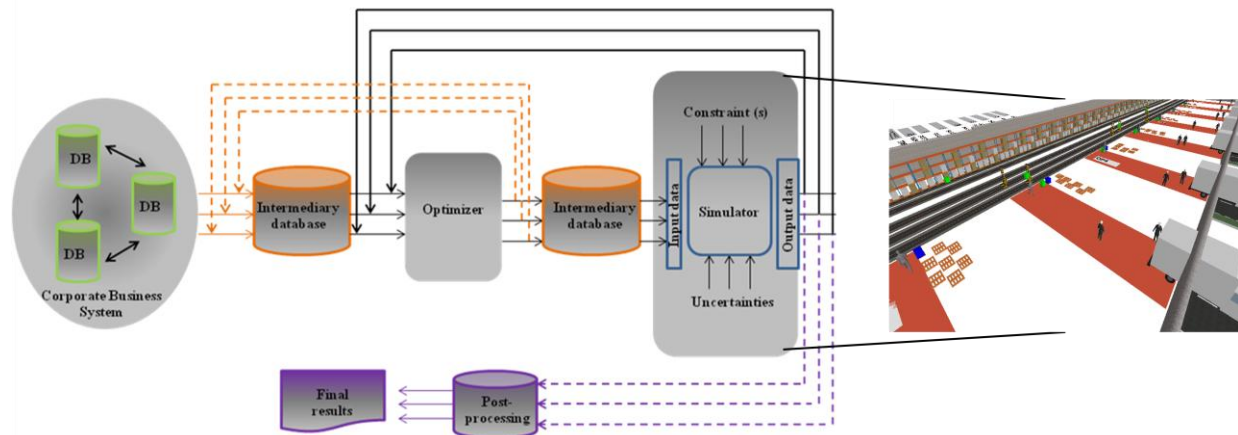 DB
DB
DB
Corporate Business
System
Intermediary
database
Optimizer
Intermediary
database
Input data
Constraint (s)
Simulator
Uncertainties
Output data
Final
results
Post-
processing